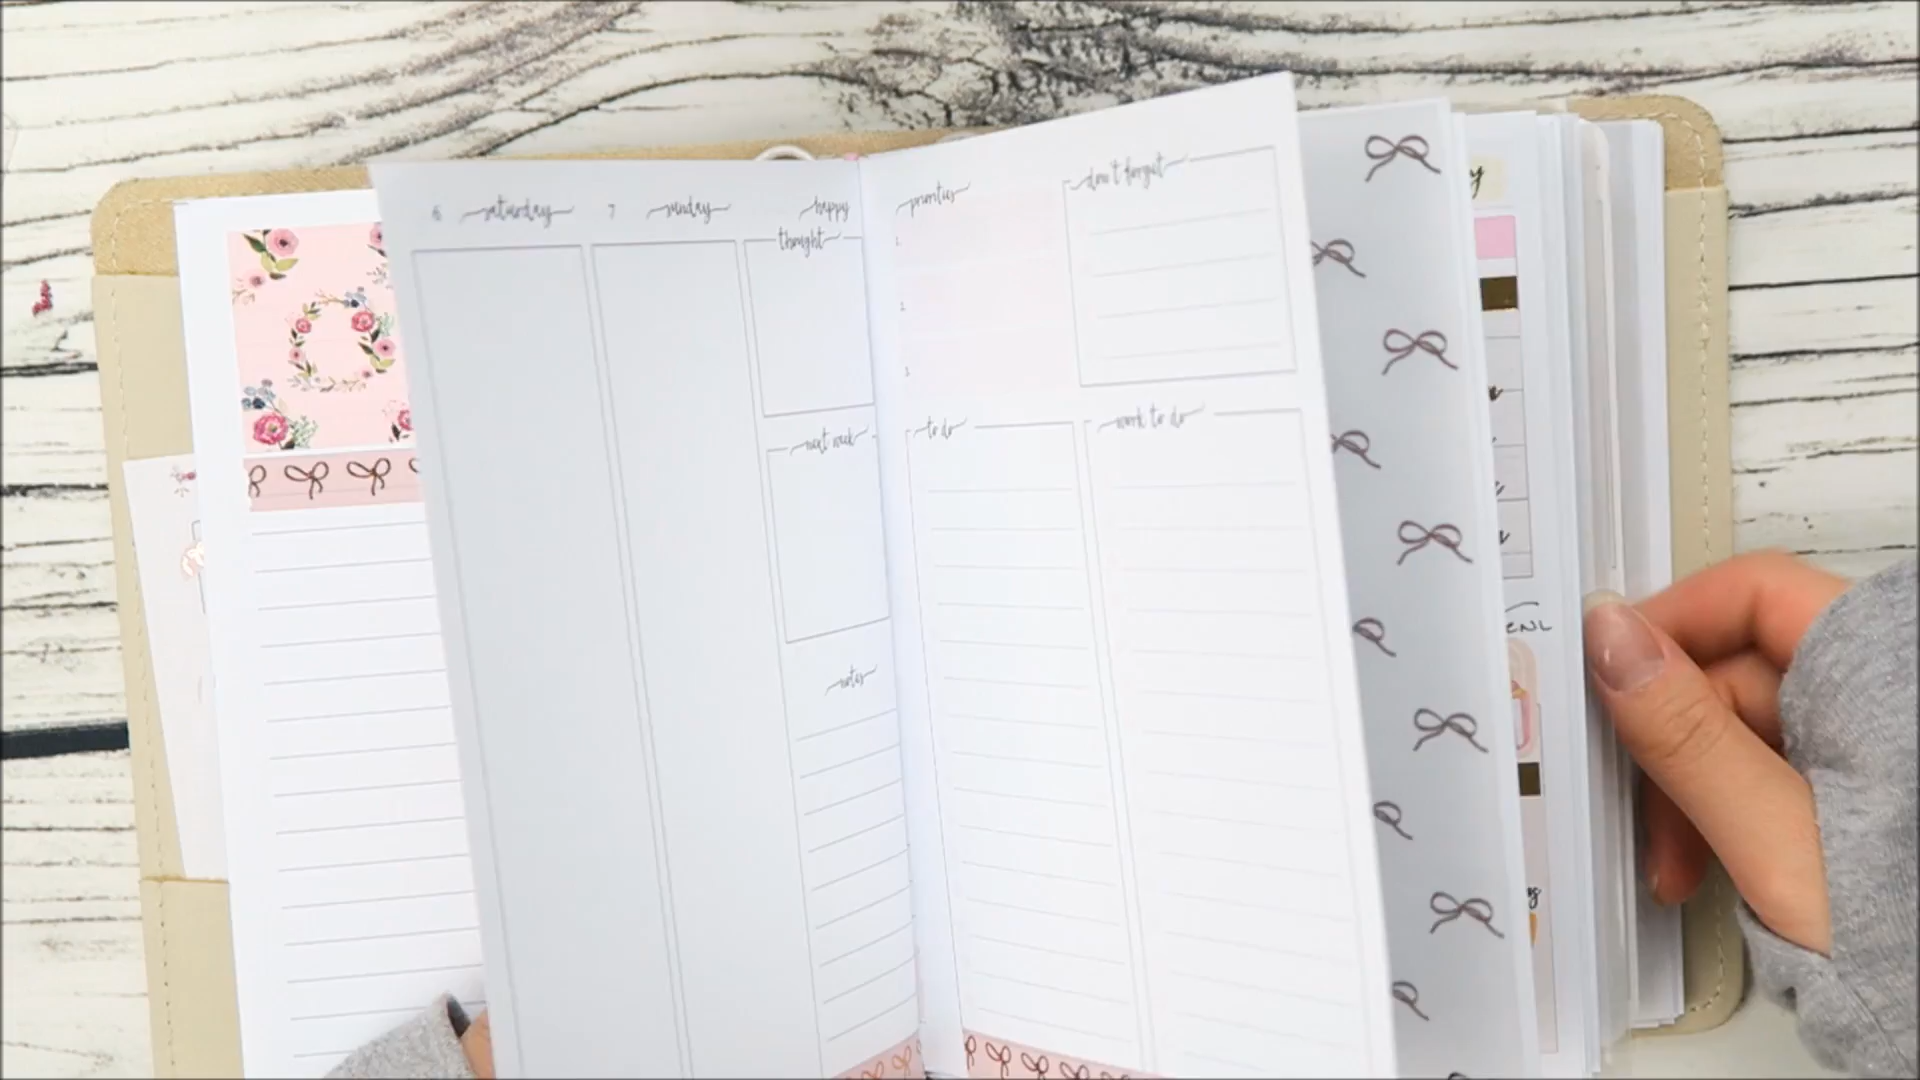 6 saturday 7 sunday happy
thought
next week
notes
priorities
1.
2.
3.
don't forget
to do
work to do